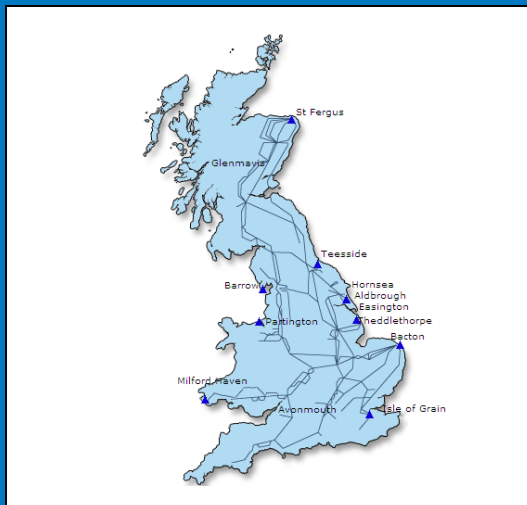 St Fergus
Glenmavis
Teesside
Barrow
Hornsea
Aldbrough
Easington
Theddlethorpe
Partington
Bacton
Milford Haven
Avonmouth
Isle of Grain